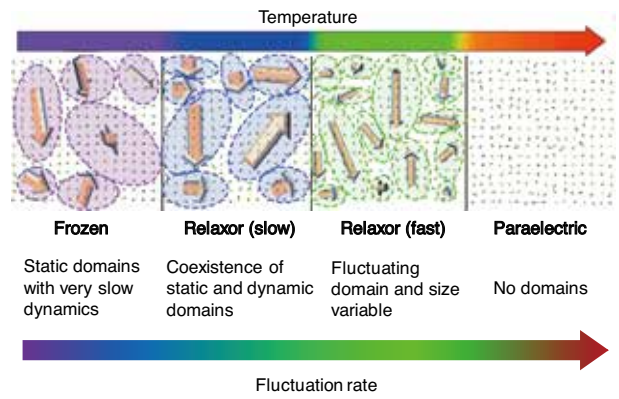 Temperature
Frozen
Relaxor (slow)
Relaxor (fast)
Paraelectric
Static domains
with very slow
dynamics
Coexistence of
static and dynamic
domains
Fluctuating
domain and size
variable
No domains
Fluctuation rate